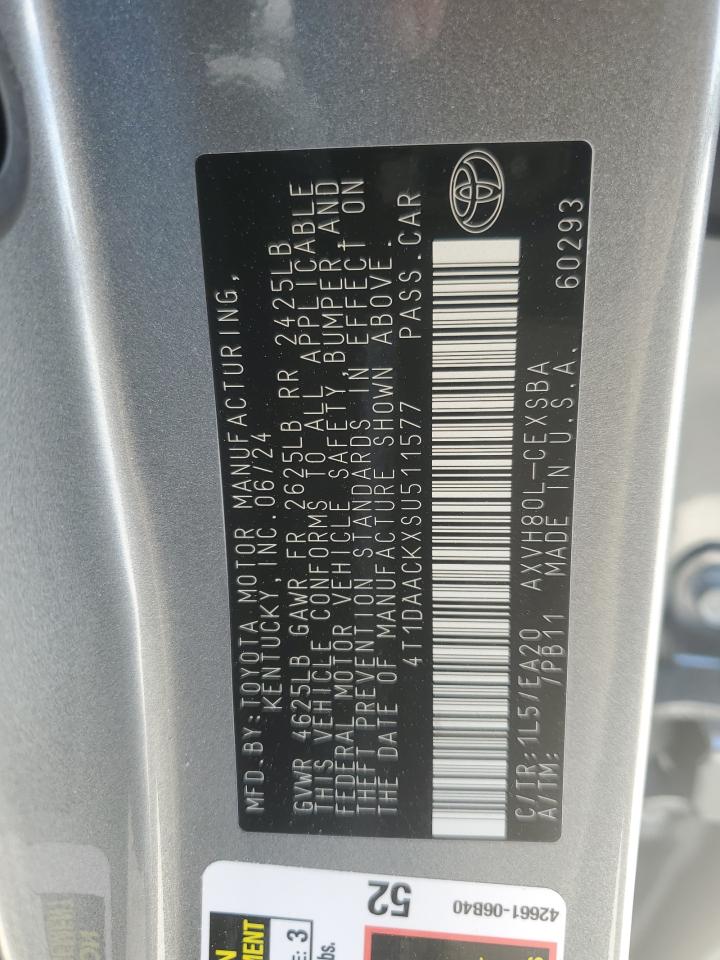 MFD.BY:TOYOTA MOTOR MANUFACTURING,
KENTUCKY, INC.06/24
GVWR 4625LB GAWR FR 2625LB RR 2425LB
THIS VEHICLE CONFORMS TO ALL APPLICABLE
FEDERAL MOTOR VEHICLE SAFETY, BUMPER, AND
THEFT PREVENTION STANDARDS IN EFFECT ON
THE DATE OF MANUFACTURE SHOWN ABOVE.
4T1DAACKXSU511577 PASS.CAR
C/TR:1L5/EA20 AXVH80L-CEXSBA
A/TM: /PB11 MADE IN U.S.A. 60293
52
42661-06B40
3
lbs.